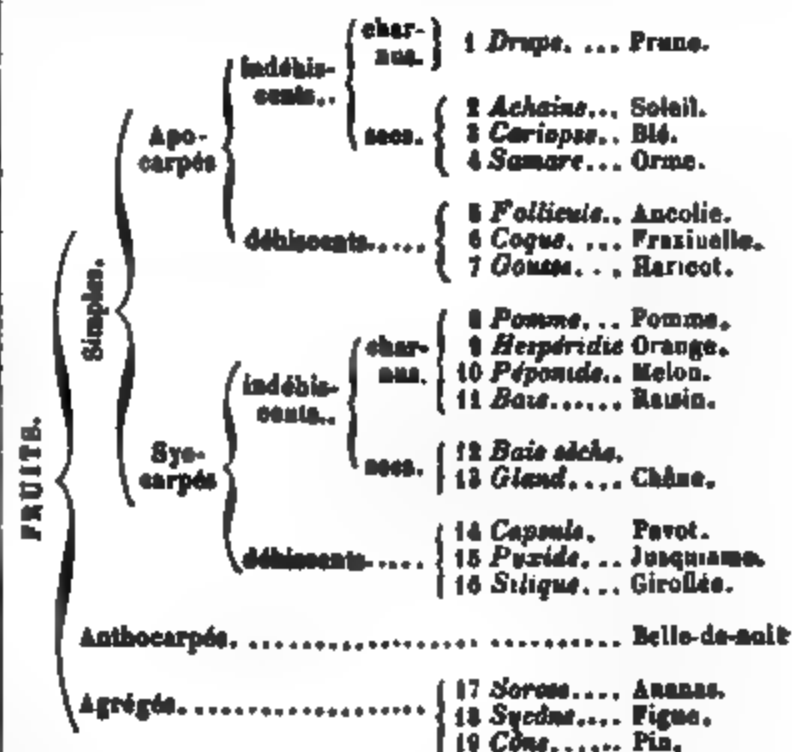 FRUITS.
Simples.
Apo-
carpés
indéhis-
cents..
char-
nus.
1 Drupe. ... Prune.
secs.
2 Achaine... Soleil.
3 Cariopse.. Blé.
4 Samare... Orme.
déhiscents.....
5 Follicule.. Ancolie.
6 Coque. ... Fraxinelle.
7 Gousse. . . Haricot.
Syn-
carpés
indéhis-
cents..
char-
nus.
8 Pomme... Pomme.
9 Hespéridie Orange.
10 Péponide.. Melon.
11 Baie...... Raisin.
secs.
12 Baie sèche.
13 Gland.... Chêne.
déhiscents.....
14 Capsule. Pavot.
15 Pyxide... Jusquiame.
16 Silique... Giroflée.
Anthocarpés. .............................. Belle-de-nuit
Agrégés.....................
17 Sorose.... Ananas.
18 Sycône.... Figue.
19 Cône...... Pin.